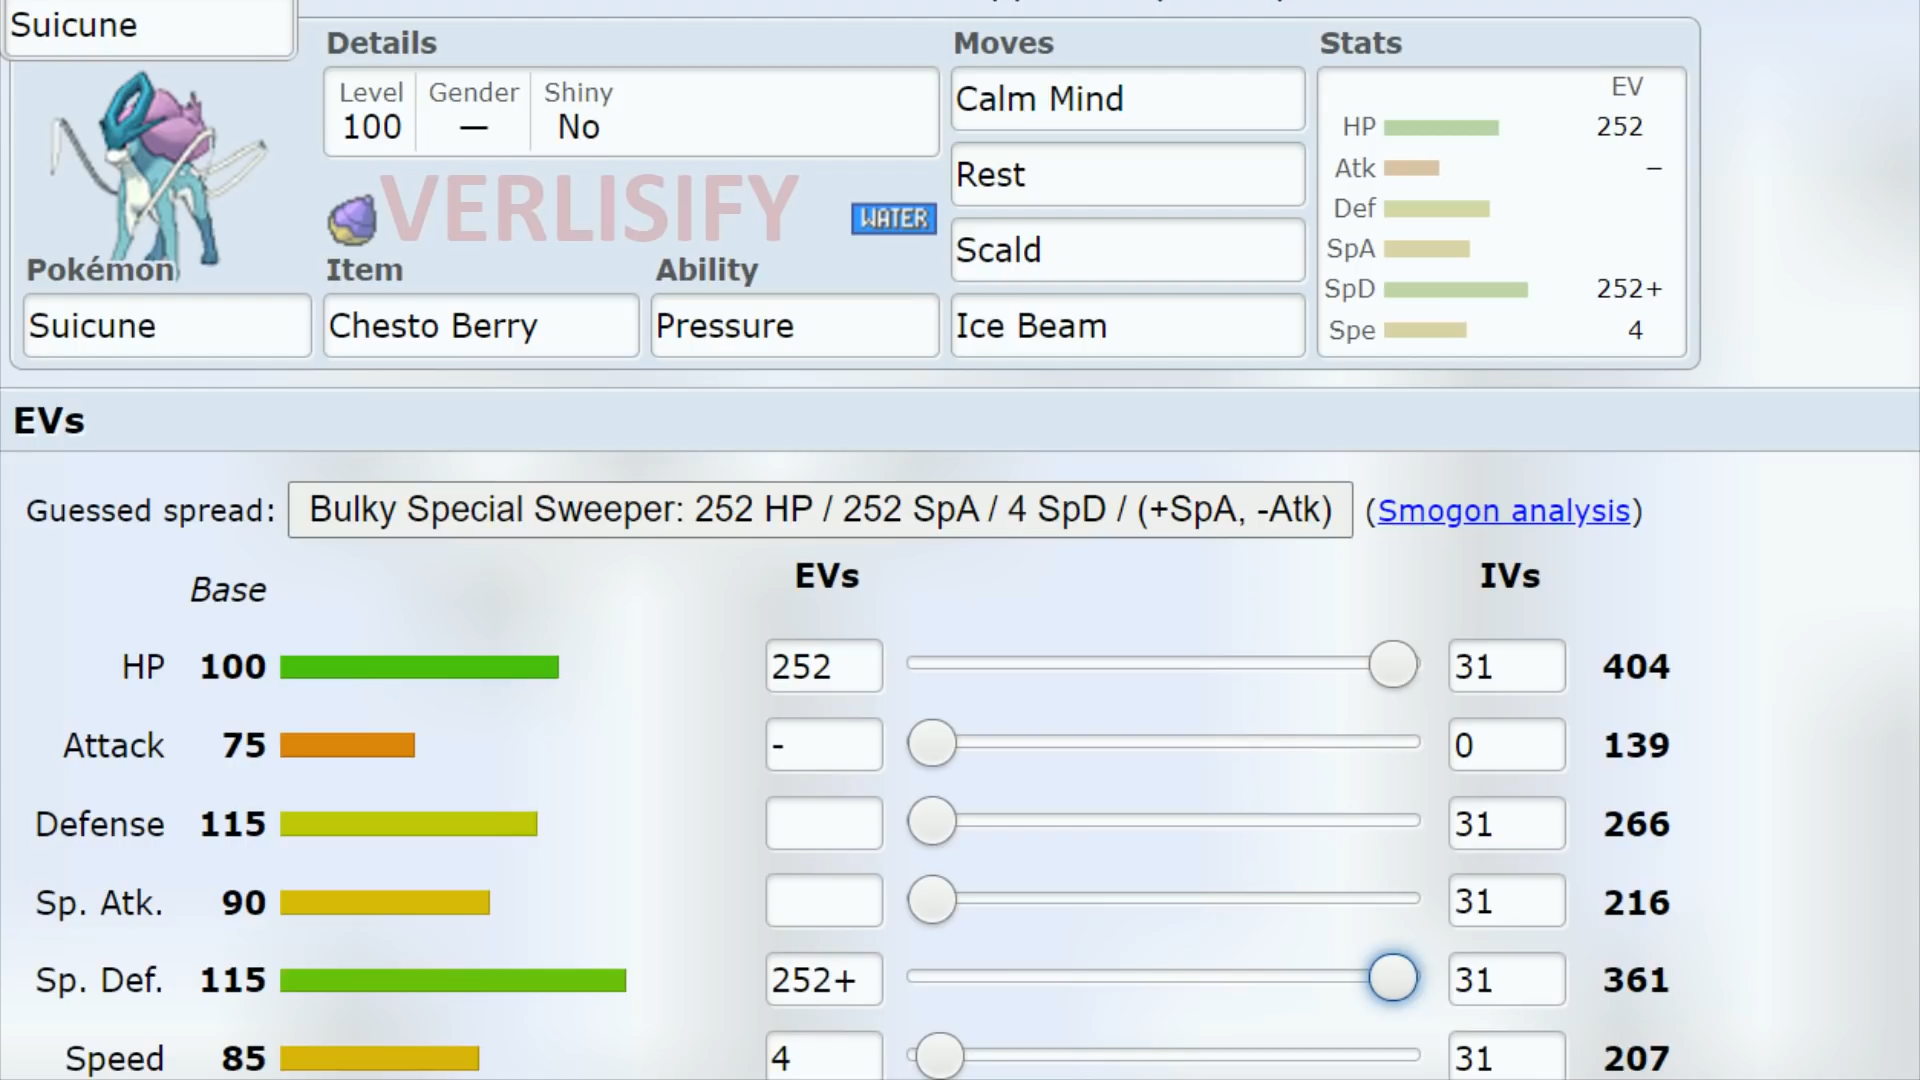 Suicune
Details
Moves
Stats
Level
Gender
Shiny
100
—
No
Calm Mind
EV
HP
252
Rest
Atk
–
VERLISIFY
WATER
Def
Scald
SpA
Pokémon
Item
Ability
SpD
252+
Suicune
Chesto Berry
Pressure
Ice Beam
Spe
4
EVs
Guessed spread: Bulky Special Sweeper: 252 HP / 252 SpA / 4 SpD / (+SpA, -Atk) (Smogon analysis)
Base
EVs
IVs
HP 100 252 31 404
Attack 75 - 0 139
Defense 115 31 266
Sp. Atk. 90 31 216
Sp. Def. 115 252+ 31 361
Speed 85 4 31 207